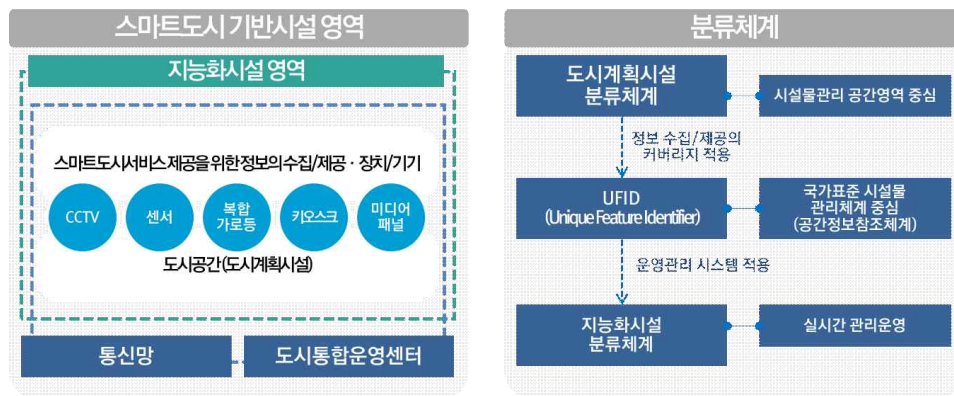 스마트도시 기반시설 영역
지능화시설 영역
스마트도시서비스 제공을 위한 정보의 수집/제공 · 장치/기기
CCTV
센서
복합
가로등
키오스크
미디어
패널
도시공간(도시계획시설)
통신망
도시통합운영센터
분류체계
도시계획시설
분류체계
시설물관리 공간영역 중심
정보 수집/제공의
커버리지 적용
UFID
(Unique Feature Identifier)
국가표준 시설물
관리체계 중심
(공간정보참조체계)
운영관리 시스템 적용
지능화시설
분류체계
실시간 관리운영